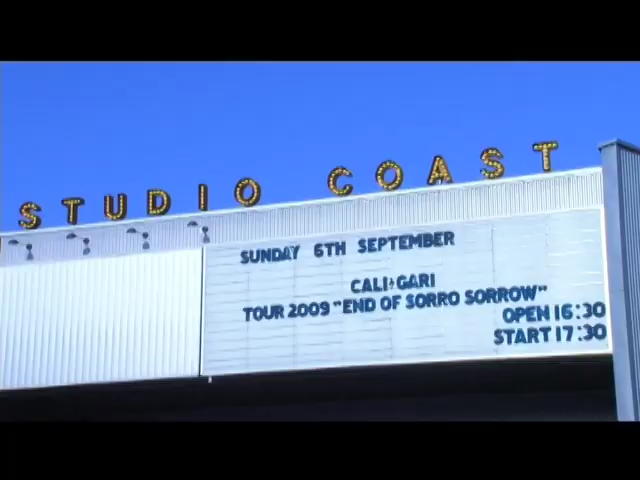 STUDIO COAST
SUNDAY 6TH SEPTEMBER
CALI≠GARI
TOUR 2009 "END OF SORRO SORROW"
OPEN 16:30
START 17:30